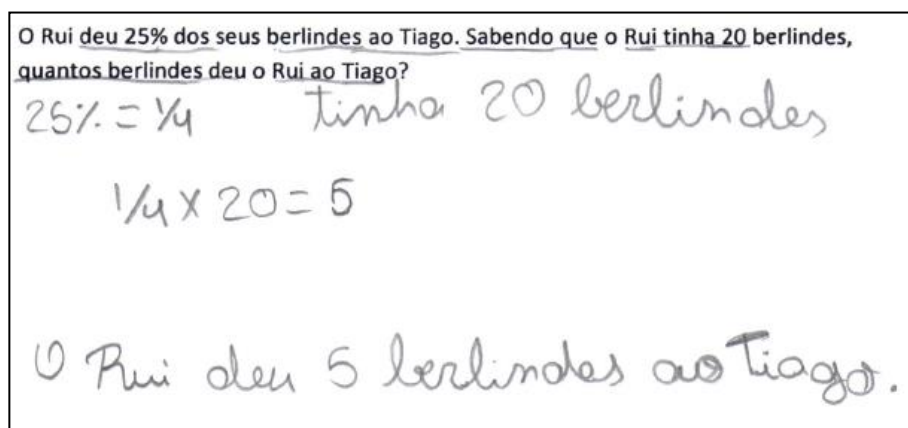 O Rui deu 25% dos seus berlindes ao Tiago. Sabendo que o Rui tinha 20 berlindes,
quantos berlindes deu o Rui ao Tiago?
25% = 1/4 tinha 20 berlindes
1/4 x 20 = 5
O Rui deu 5 berlindes ao Tiago.